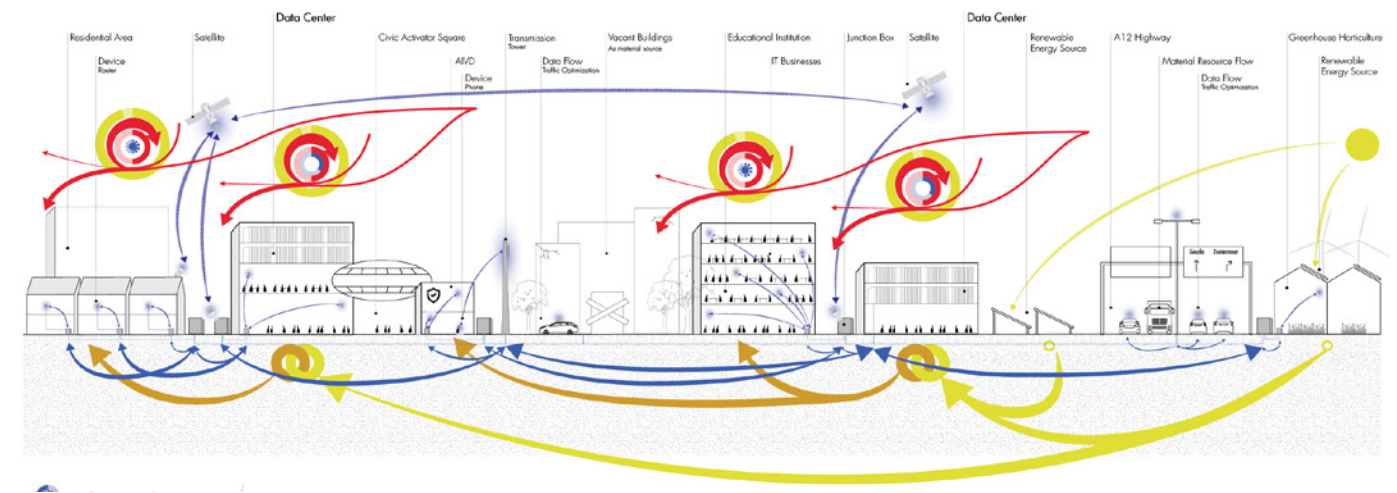 Data Center
Data Center
Residential Area
Satellite
Civic Activator Square
Transmission
Tower
Vacant Buildings
As material source
Educational Institution
Junction Box
Satellite
Renewable
Energy Source
A12 Highway
Greenhouse Horticulture
Device
Router
AIVD
Device
Phone
Data Flow
Traffic Optimization
IT Businesses
Material Resource Flow
Data Flow
Traffic Optimization
Renewable
Energy Source
Gouda
Zoetermeer